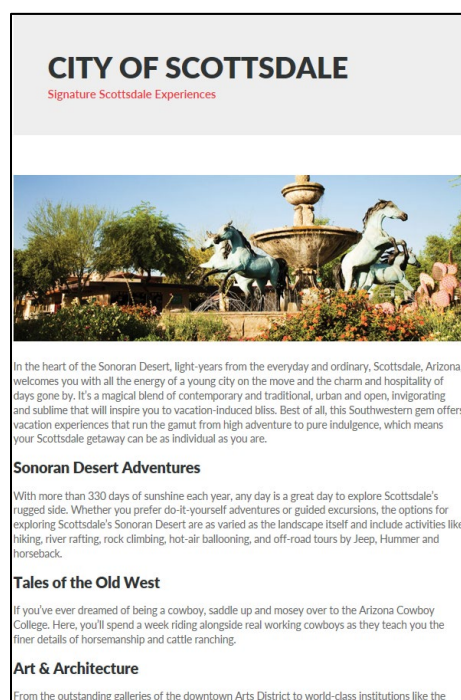 CITY OF SCOTTSDALE
Signature Scottsdale Experiences
In the heart of the Sonoran Desert, light-years from the everyday and ordinary, Scottsdale, Arizona
welcomes you with all the energy of a young city on the move and the charm and hospitality of
days gone by. It's a magical blend of contemporary and traditional, urban and open, invigorating
and sublime that will inspire you to vacation-induced bliss. Best of all, this Southwestern gem offers
vacation experiences that run the gamut from high adventure to pure indulgence, which means
your Scottsdale getaway can be as individual as you are.
Sonoran Desert Adventures
With more than 330 days of sunshine each year, any day is a great day to explore Scottsdale's
rugged side. Whether you prefer do-it-yourself adventures or guided excursions, the options for
exploring Scottsdale's Sonoran Desert are as varied as the landscape itself and include activities like
hiking, river rafting, rock climbing, hot-air ballooning, and off-road tours by Jeep, Hummer and
horseback.
Tales of the Old West
If you've ever dreamed of being a cowboy, saddle up and mosey over to the Arizona Cowboy
College. Here, you'll spend a week riding alongside real working cowboys as they teach you the
finer details of horsemanship and cattle ranching.
Art & Architecture
From the outstanding galleries of the downtown Arts District to world-class institutions like the